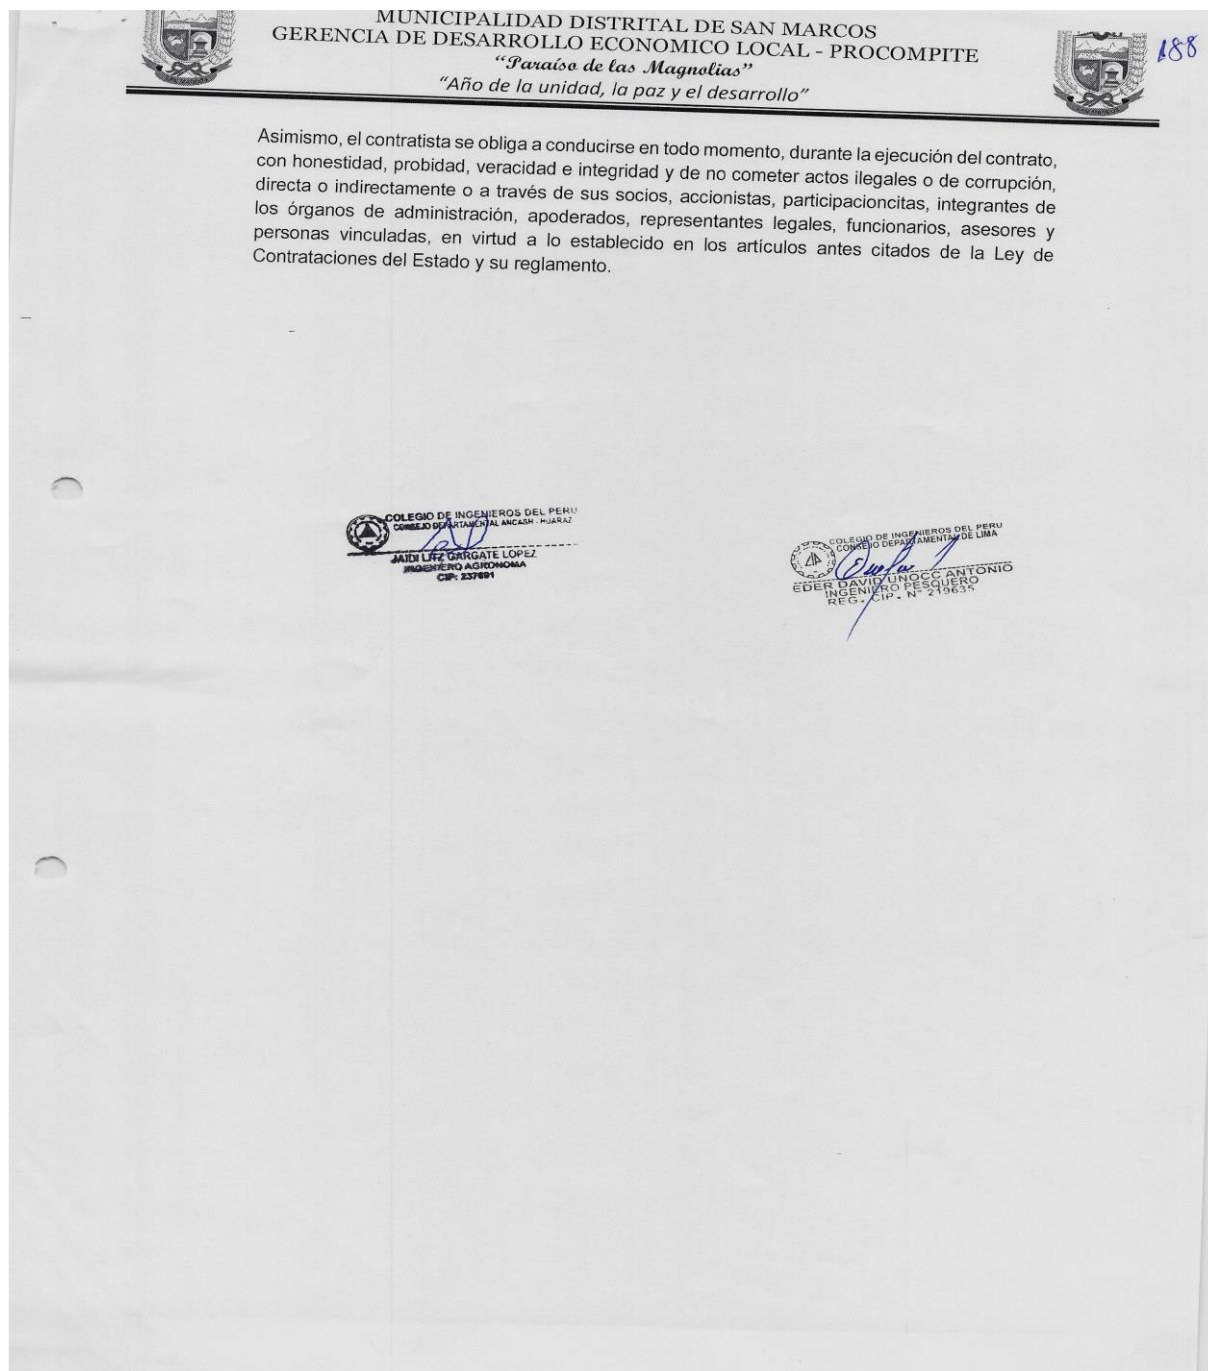 MUNICIPALIDAD DISTRITAL DE SAN MARCOS
GERENCIA DE DESARROLLO ECONOMICO LOCAL - PROCOMPITE
“Paraíso de las Magnolias”
“Año de la unidad, la paz y el desarrollo”
188
Asimismo, el contratista se obliga a conducirse en todo momento, durante la ejecución del contrato,
con honestidad, probidad, veracidad e integridad y de no cometer actos ilegales o de corrupción,
directa o indirectamente o a través de sus socios, accionistas, participacioncitas, integrantes de
los órganos de administración, apoderados, representantes legales, funcionarios, asesores y
personas vinculadas, en virtud a lo establecido en los artículos antes citados de la Ley de
Contrataciones del Estado y su reglamento.
COLEGIO DE INGENIEROS DEL PERU
CONSEJO DEPARTAMENTAL ANCASH - HUARAZ
JAIDI LUZ GARGATE LOPEZ
INGENIERO AGRONOMA
CIP: 237691
COLEGIO DE INGENIEROS DEL PERU
CONSEJO DEPARTAMENTAL DE LIMA
EDER DAVID UNOCC ANTONIO
INGENIERO PESQUERO
REG. CIP. N° 219635